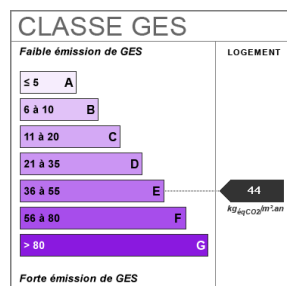 CLASSE GES
Faible émission de GES
LOGEMENT
≤ 5 A
6 à 10 B
11 à 20 C
21 à 35 D
36 à 55 E
44
kgéqCO2/m².an
56 à 80 F
> 80 G
Forte émission de GES